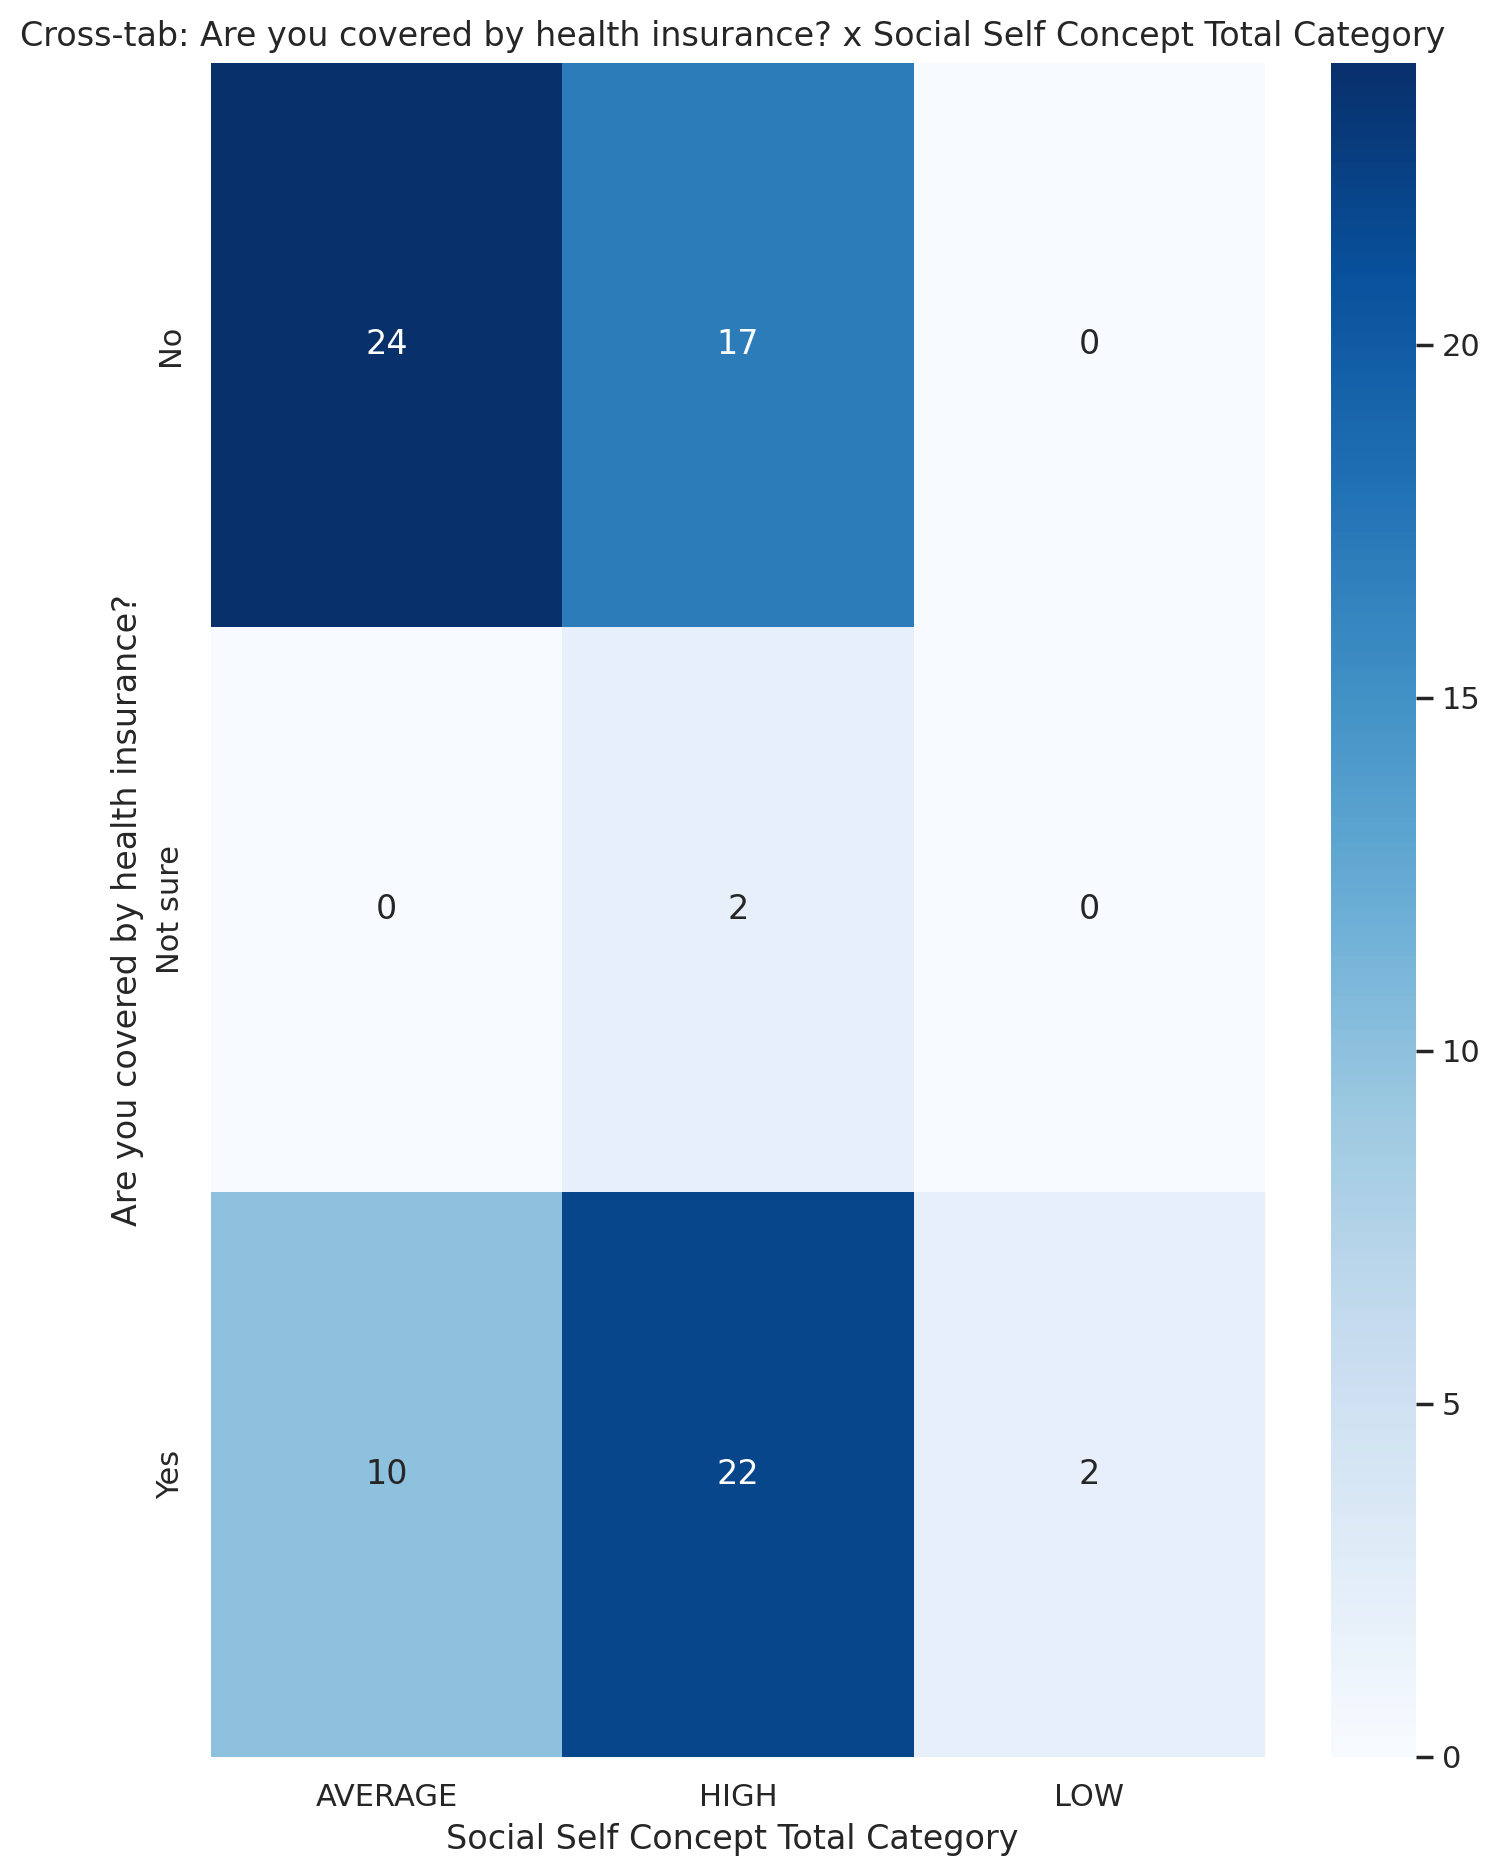 Cross-tab: Are you covered by health insurance? x Social Self Concept Total Category
Are you covered by health insurance?
No
24
17
0
Not sure
0
2
0
Yes
10
22
2
AVERAGE
HIGH
LOW
Social Self Concept Total Category
20
15
10
5
0